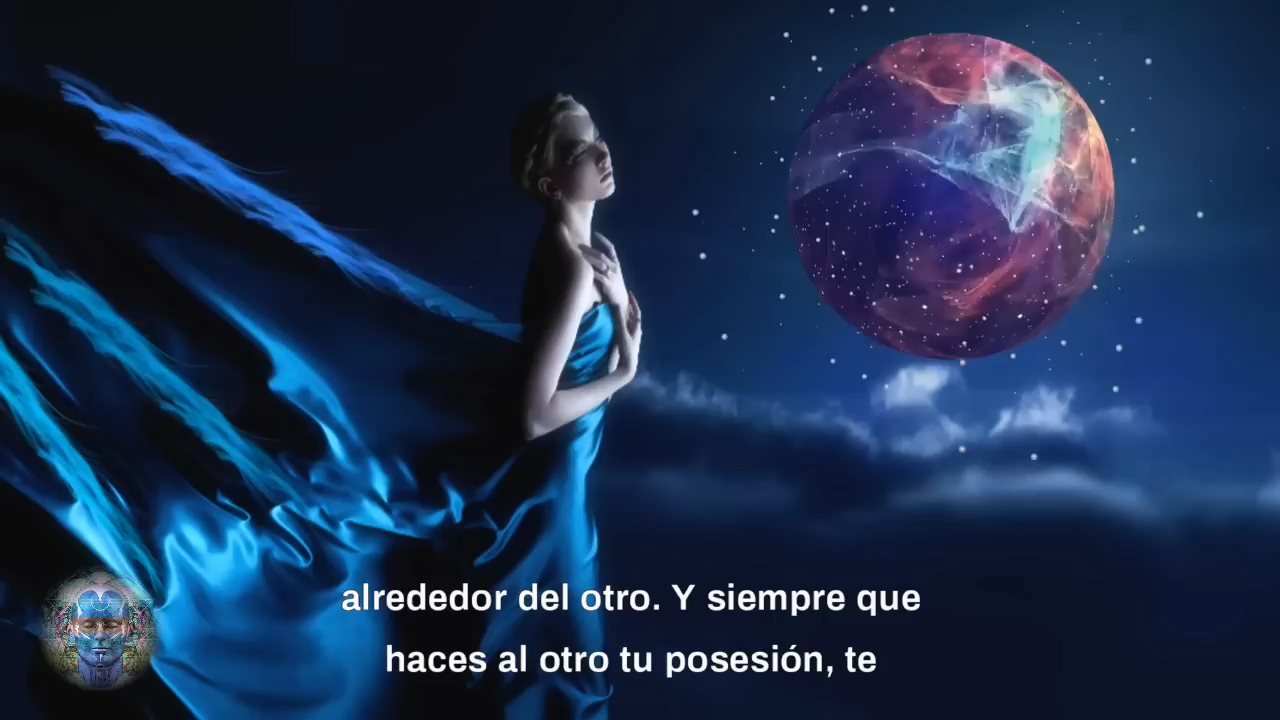 alrededor del otro. Y siempre que
haces al otro tu posesión, te